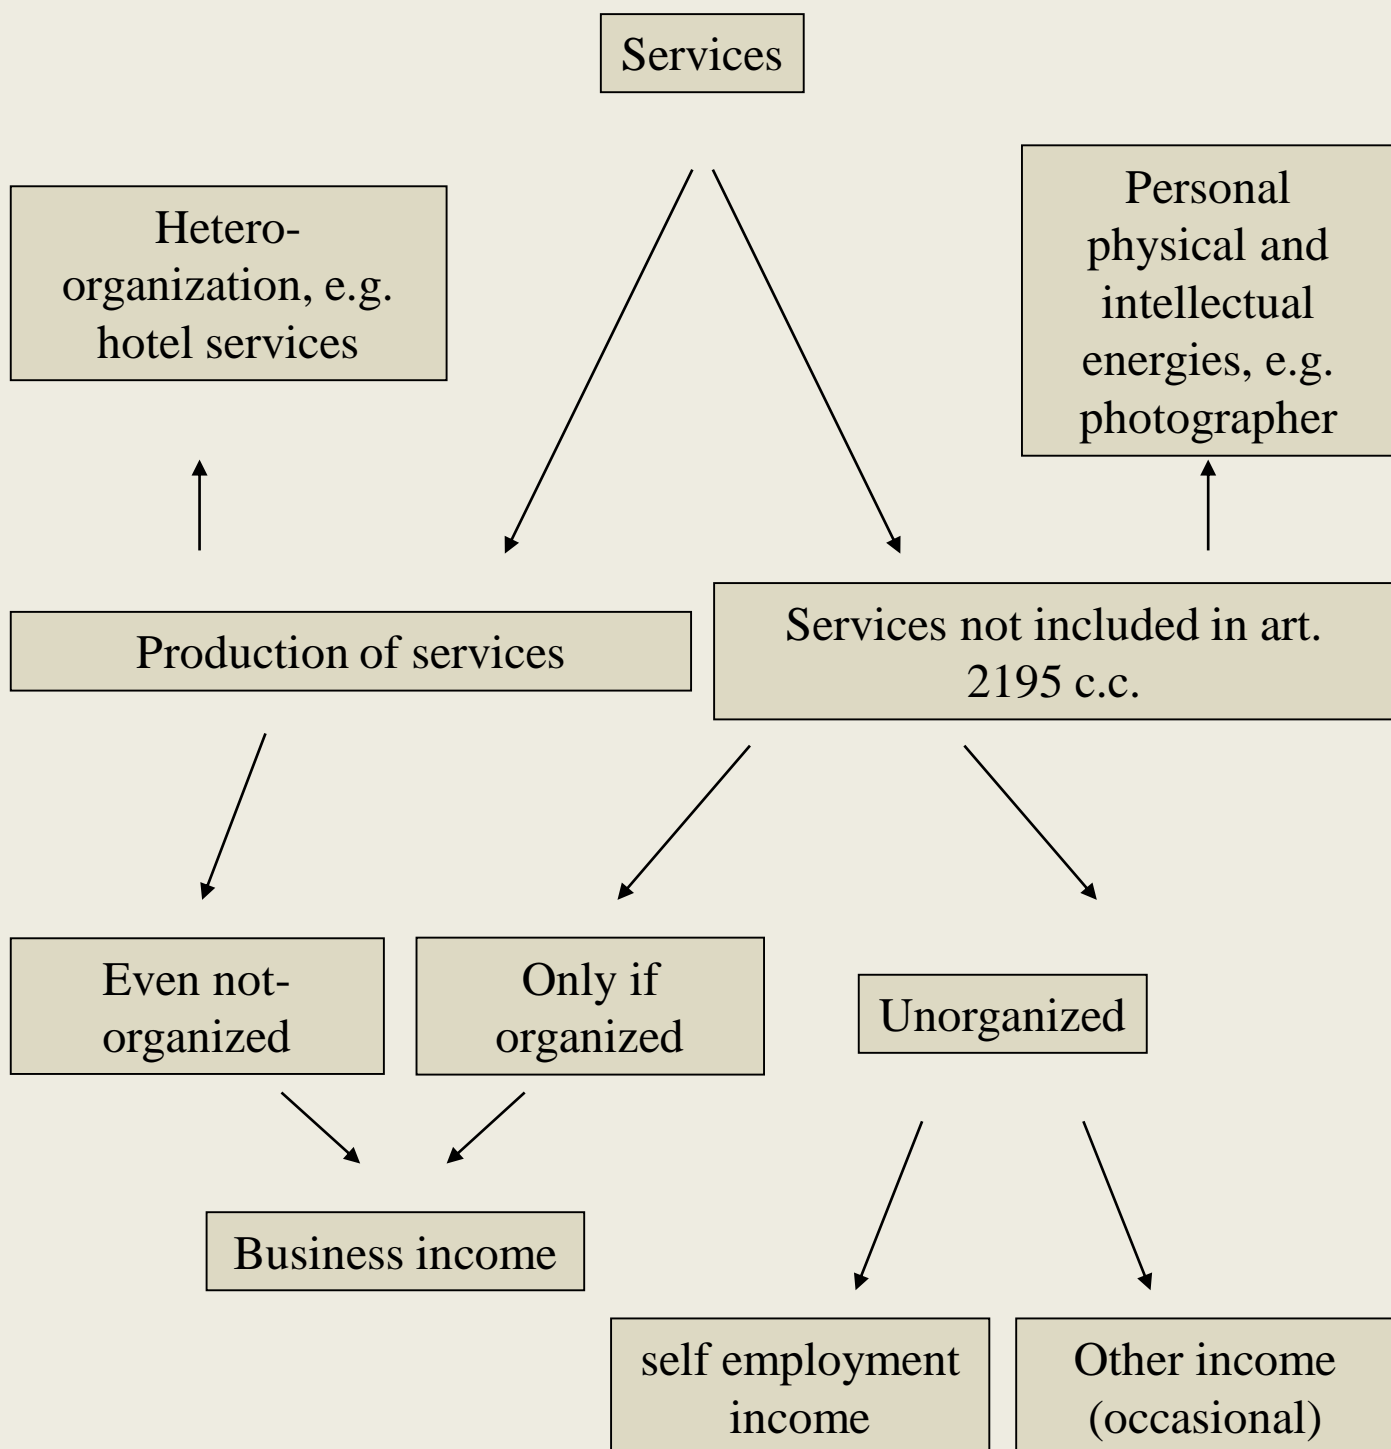 Services
Hetero-
organization, e.g.
hotel services
Personal
physical and
intellectual
energies, e.g.
photographer
Production of services
Services not included in art.
2195 c.c.
Even not-
organized
Only if
organized
Unorganized
Business income
self employment
income
Other income
(occasional)